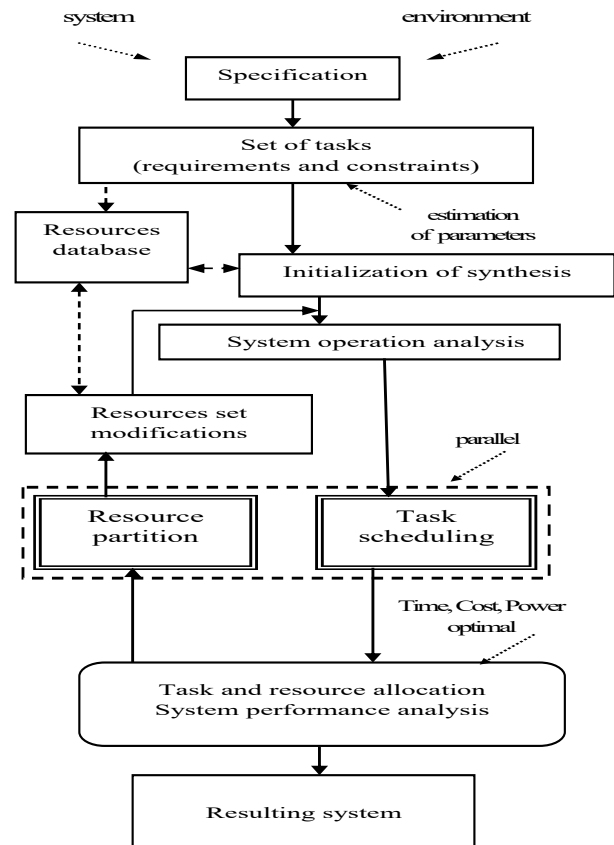 system
environment
Specification
Set of tasks
(requirements and constraints)
estimation
of parameters
Resources
database
Initialization of synthesis
System operation analysis
Resources set
modifications
parallel
Resource
partition
Task
scheduling
Time, Cost, Power
optimal
Task and resource allocation
System performance analysis
Resulting system